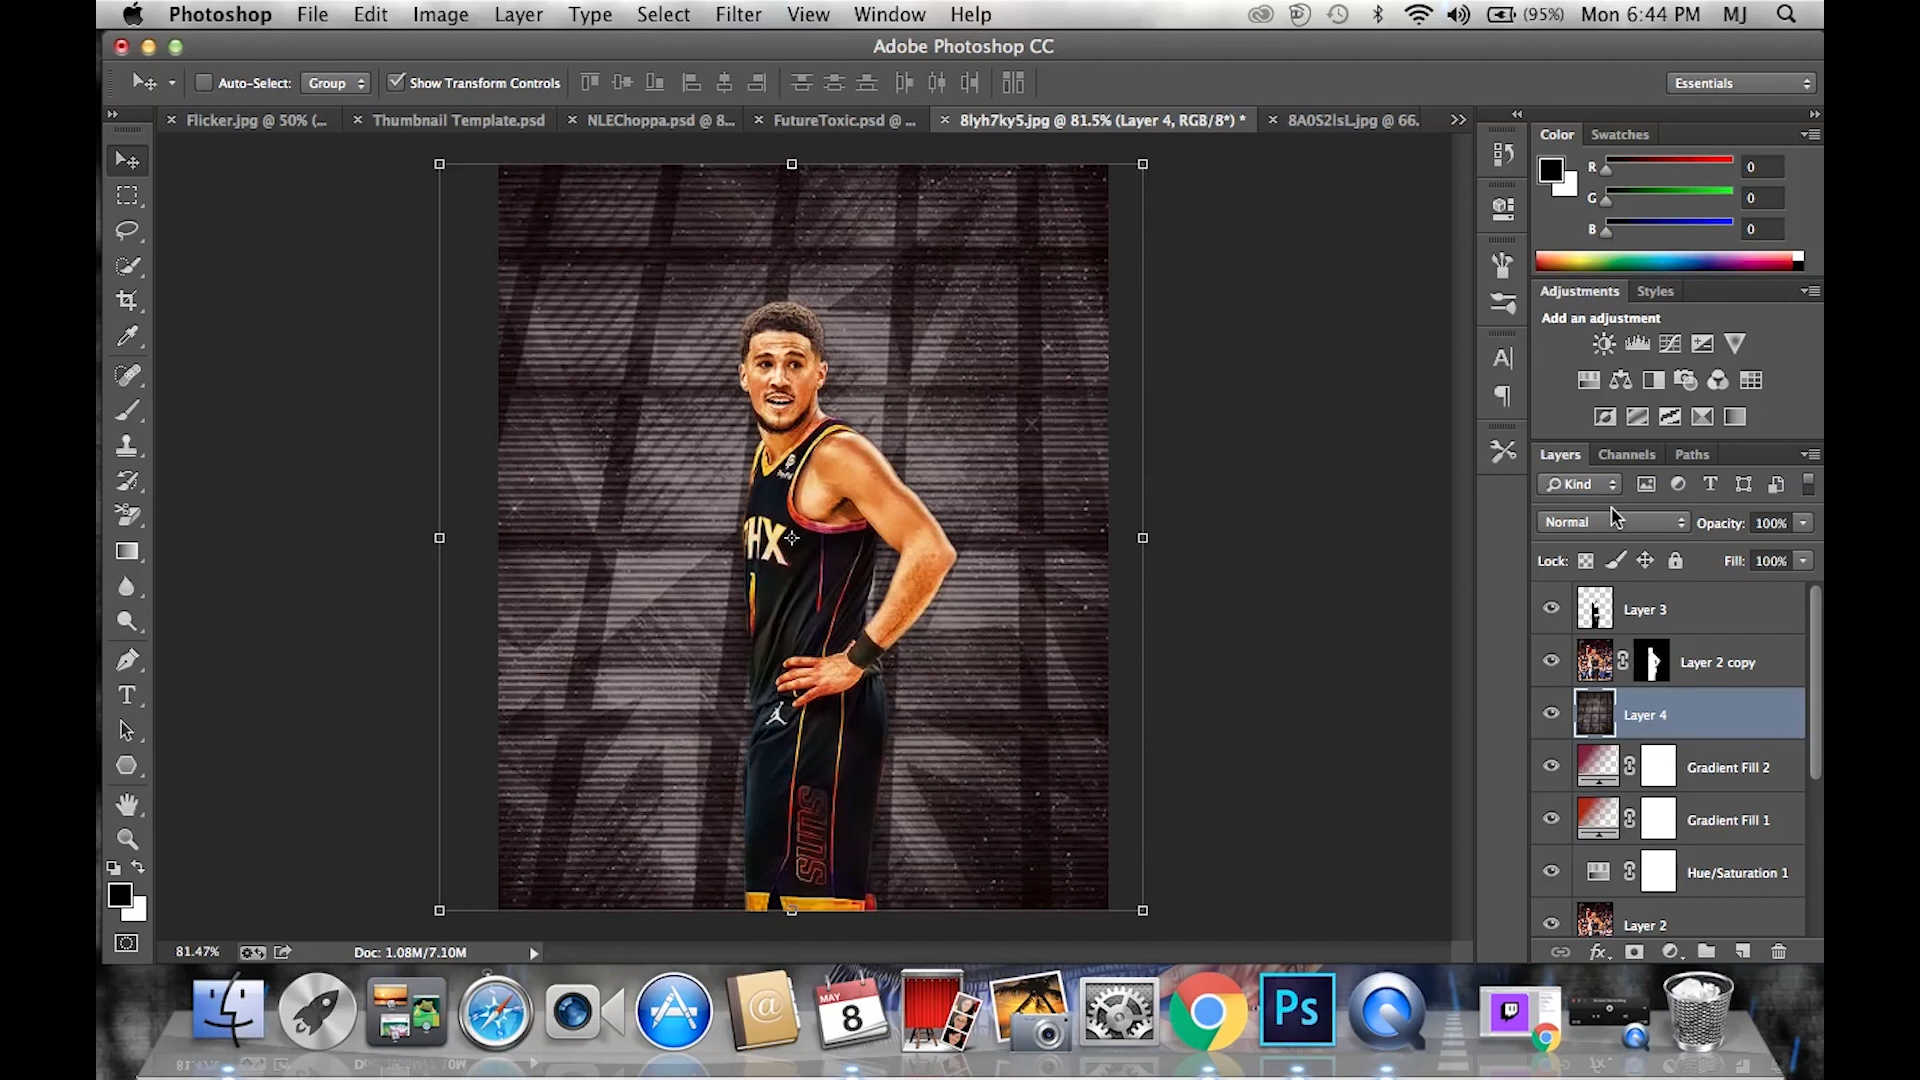 Photoshop File Edit Image Layer Type Select Filter View Window Help (95%) Mon 6:44 PM MJ
Adobe Photoshop CC
Auto-Select: Group Show Transform Controls Essentials
Flicker.jpg @ 50% (... Thumbnail Template.psd NLEChoppa.psd @ 8... FutureToxic.psd @ ... 8lyh7ky5.jpg @ 81.5% (Layer 4, RGB/8*) * 8A0S2lsL.jpg @ 66.
Color Swatches
R 0
G 0
B 0
Adjustments Styles
Add an adjustment
Layers Channels Paths
Kind
Normal Opacity: 100%
Lock: Fill: 100%
Layer 3
Layer 2 copy
Layer 4
Gradient Fill 2
Gradient Fill 1
Hue/Saturation 1
Layer 2
PHX
SUNS
81.47% Doc: 1.08M/7.10M
MAY
8
Ps